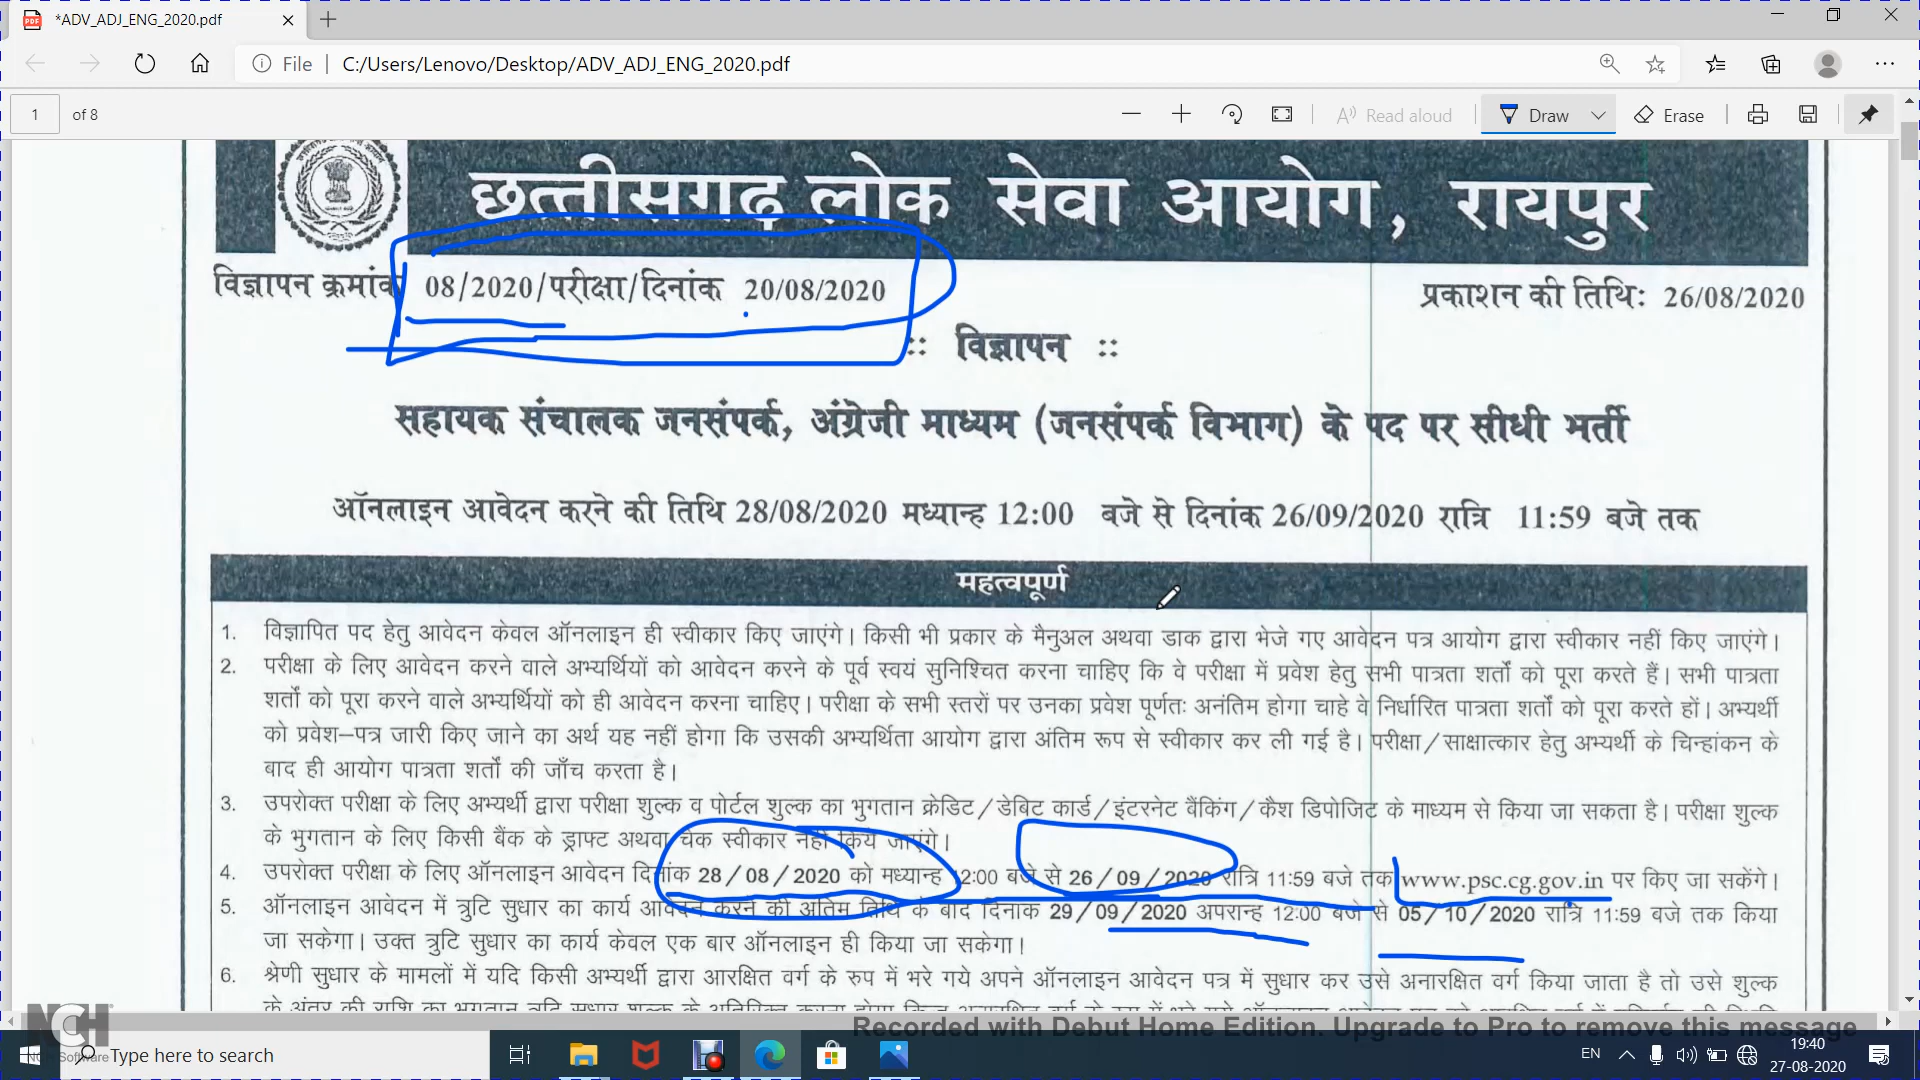 *ADV_ADJ_ENG_2020.pdf
File | C:/Users/Lenovo/Desktop/ADV_ADJ_ENG_2020.pdf
1 of 8
Read aloud
Draw
Erase
छत्तीसगढ़ लोक सेवा आयोग, रायपुर
विज्ञापन क्रमांक 08/2020/परीक्षा/दिनांक 20/08/2020
प्रकाशन की तिथिः 26/08/2020
:: विज्ञापन ::
सहायक संचालक जनसंपर्क, अंग्रेजी माध्यम (जनसंपर्क विभाग) के पद पर सीधी भर्ती
ऑनलाइन आवेदन करने की तिथि 28/08/2020 मध्यान्ह 12:00 बजे से दिनांक 26/09/2020 रात्रि 11:59 बजे तक
महत्वपूर्ण
1. विज्ञापित पद हेतु आवेदन केवल ऑनलाइन ही स्वीकार किए जाएंगे। किसी भी प्रकार के मैनुअल अथवा डाक द्वारा भेजे गए आवेदन पत्र आयोग द्वारा स्वीकार नहीं किए जाएंगे।
2. परीक्षा के लिए आवेदन करने वाले अभ्यर्थियों को आवेदन करने के पूर्व स्वयं सुनिश्चित करना चाहिए कि वे परीक्षा में प्रवेश हेतु सभी पात्रता शर्तों को पूरा करते हैं। सभी पात्रता
शर्तों को पूरा करने वाले अभ्यर्थियों को ही आवेदन करना चाहिए। परीक्षा के सभी स्तरों पर उनका प्रवेश पूर्णतः अनंतिम होगा चाहे वे निर्धारित पात्रता शर्तों को पूरा करते हों। अभ्यर्थी
को प्रवेश–पत्र जारी किए जाने का अर्थ यह नहीं होगा कि उसकी अभ्यर्थिता आयोग द्वारा अंतिम रूप से स्वीकार कर ली गई है। परीक्षा/साक्षात्कार हेतु अभ्यर्थी के चिन्हांकन के
बाद ही आयोग पात्रता शर्तों की जाँच करता है।
3. उपरोक्त परीक्षा के लिए अभ्यर्थी द्वारा परीक्षा शुल्क व पोर्टल शुल्क का भुगतान क्रेडिट/डेबिट कार्ड/इंटरनेट बैंकिंग/कैश डिपोजिट के माध्यम से किया जा सकता है। परीक्षा शुल्क
के भुगतान के लिए किसी बैंक के ड्राफ्ट अथवा चेक स्वीकार नहीं किये जाएंगे।
4. उपरोक्त परीक्षा के लिए ऑनलाइन आवेदन दिनांक 28/08/2020 को मध्यान्ह 12:00 बजे से 26/09/2020 रात्रि 11:59 बजे तक www.psc.cg.gov.in पर किए जा सकेंगे।
5. ऑनलाइन आवेदन में त्रुटि सुधार का कार्य आवेदन करने की अंतिम तिथि के बाद दिनांक 29/09/2020 अपरान्ह 12:00 बजे से 05/10/2020 रात्रि 11:59 बजे तक किया
जा सकेगा। उक्त त्रुटि सुधार का कार्य केवल एक बार ऑनलाइन ही किया जा सकेगा।
6. श्रेणी सुधार के मामलों में यदि किसी अभ्यर्थी द्वारा आरक्षित वर्ग के रुप में भरे गये अपने ऑनलाइन आवेदन पत्र में सुधार कर उसे अनारक्षित वर्ग किया जाता है तो उसे शुल्क
NCH
NCH Software
Recorded with Debut Home Edition. Upgrade to Pro to remove this message
Type here to search
EN
19:40
27-08-2020